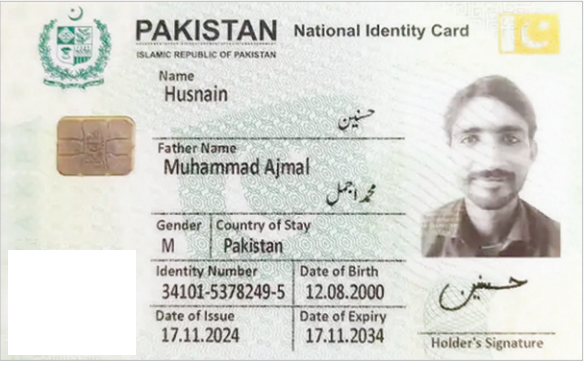 PAKISTAN National Identity Card
ISLAMIC REPUBLIC OF PAKISTAN
Name
Husnain
حسنین
Father Name
Muhammad Ajmal
محمد اجمل
Gender Country of Stay
M Pakistan
Identity Number Date of Birth
34101-5378249-5 12.08.2000
Date of Issue Date of Expiry
17.11.2024 17.11.2034
حسنین
Holder's Signature